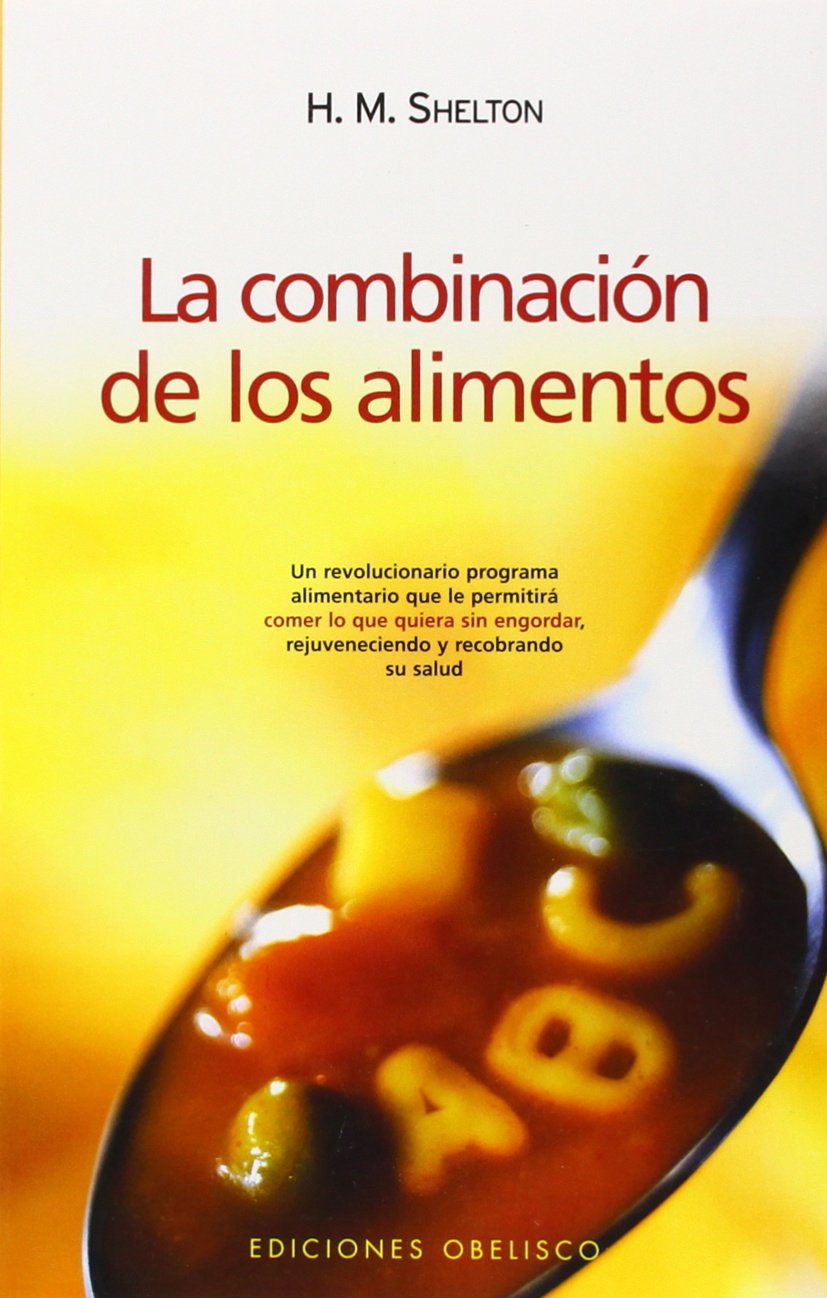 H. M. SHELTON
La combinación
de los alimentos
Un revolucionario programa
alimentario que le permitirá
comer lo que quiera sin engordar,
rejuveneciendo y recobrando
su salud
C
B
A
EDICIONES OBELISCO